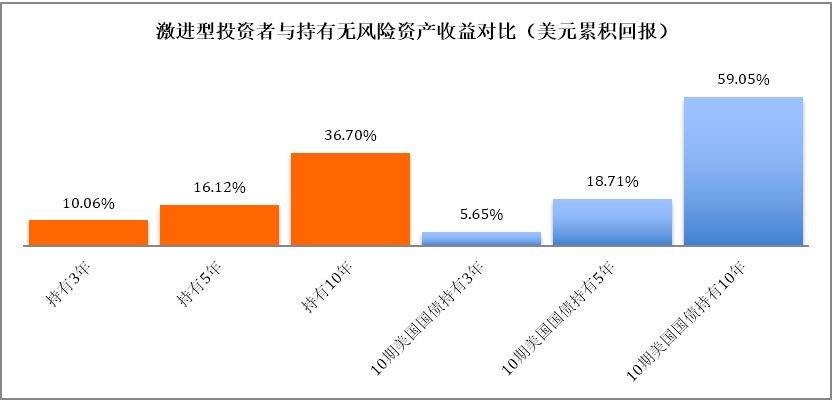 激进型投资者与持有无风险资产收益对比（美元累积回报）
59.05%
36.70%
18.71%
16.12%
10.06%
5.65%
持有3年
持有5年
持有10年
10期美国国债持有3年
10期美国国债持有5年
10期美国国债持有10年